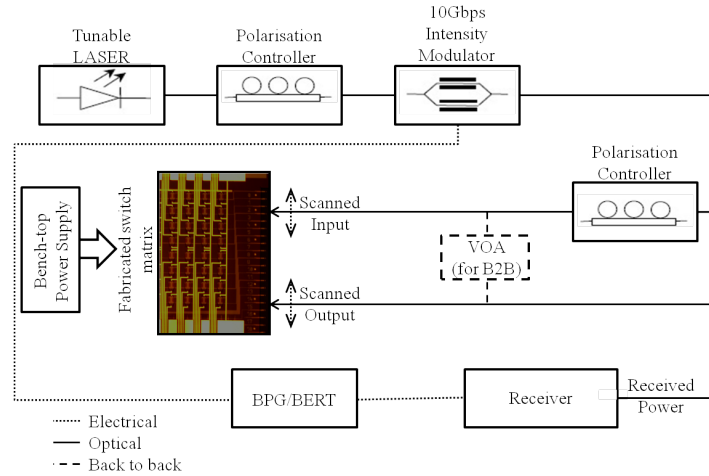 Tunable
LASER
Polarisation
Controller
10Gbps
Intensity
Modulator
Polarisation
Controller
Bench-top
Power Supply
Fabricated switch
matrix
Scanned
Input
VOA
(for B2B)
Scanned
Output
BPG/BERT
Receiver
Received
Power
Electrical
Optical
Back to back